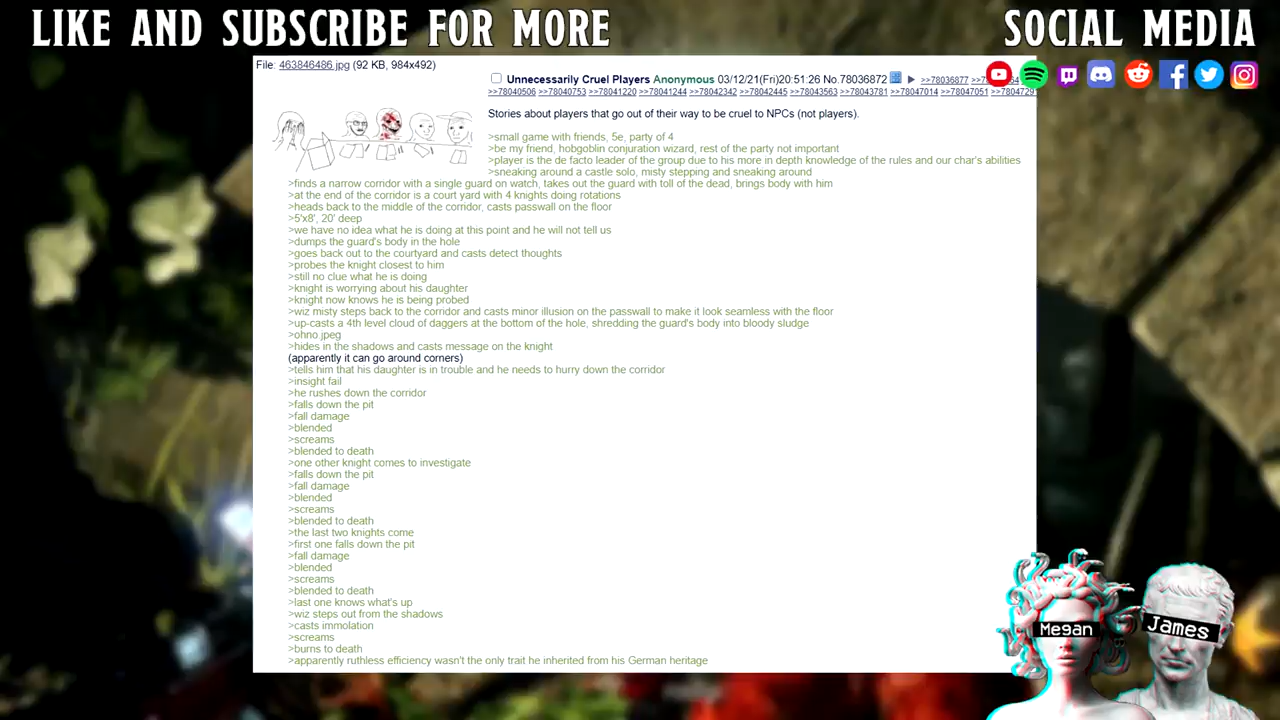 LIKE AND SUBSCRIBE FOR MORE
SOCIAL MEDIA
File: 463846486.jpg (92 KB, 984x492)
Unnecessarily Cruel Players Anonymous 03/12/21(Fri)20:51:26 No.78036872 ▶ >>78036877
>>78040506 >>78040753 >>78041220 >>78041244 >>78042342 >>78042445 >>78043563 >>78043781 >>78047014 >>78047051 >>7804729
Stories about players that go out of their way to be cruel to NPCs (not players).
>small game with friends, 5e, party of 4
>be my friend, hobgoblin conjuration wizard, rest of the party not important
>player is the de facto leader of the group due to his more in depth knowledge of the rules and our char's abilities
>sneaking around a castle solo, misty stepping and sneaking around
>finds a narrow corridor with a single guard on watch, takes out the guard with toll of the dead, brings body with him
>at the end of the corridor is a court yard with 4 knights doing rotations
>heads back to the middle of the corridor, casts passwall on the floor
>5'x8', 20' deep
>we have no idea what he is doing at this point and he will not tell us
>dumps the guard's body in the hole
>goes back out to the courtyard and casts detect thoughts
>probes the knight closest to him
>still no clue what he is doing
>knight is worrying about his daughter
>knight now knows he is being probed
>wiz misty steps back to the corridor and casts minor illusion on the passwall to make it look seamless with the floor
>up-casts a 4th level cloud of daggers at the bottom of the hole, shredding the guard's body into bloody sludge
>ohno.jpeg
>hides in the shadows and casts message on the knight
(apparently it can go around corners)
>tells him that his daughter is in trouble and he needs to hurry down the corridor
>insight fail
>he rushes down the corridor
>falls down the pit
>fall damage
>blended
>screams
>blended to death
>one other knight comes to investigate
>falls down the pit
>fall damage
>blended
>screams
>blended to death
>the last two knights come
>first one falls down the pit
>fall damage
>blended
>screams
>blended to death
>last one knows what's up
>wiz steps out from the shadows
>casts immolation
>screams
>burns to death
>apparently ruthless efficiency wasn't the only trait he inherited from his German heritage
Megan
James